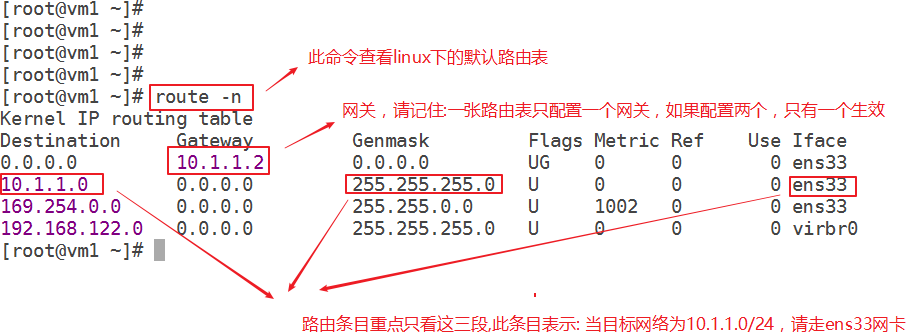 [root@vm1 ~]#
[root@vm1 ~]#
[root@vm1 ~]#
[root@vm1 ~]#
此命令查看linux下的默认路由表
[root@vm1 ~]# route -n
Kernel IP routing table
网关，请记住:一张路由表只配置一个网关，如果配置两个，只有一个生效
Destination Gateway Genmask Flags Metric Ref Use Iface
0.0.0.0 10.1.1.2 0.0.0.0 UG 0 0 0 ens33
10.1.1.0 0.0.0.0 255.255.255.0 U 0 0 0 ens33
169.254.0.0 0.0.0.0 255.255.0.0 U 1002 0 0 ens33
192.168.122.0 0.0.0.0 255.255.255.0 U 0 0 0 virbr0
[root@vm1 ~]#
路由条目重点只看这三段,此条目表示: 当目标网络为10.1.1.0/24，请走ens33网卡